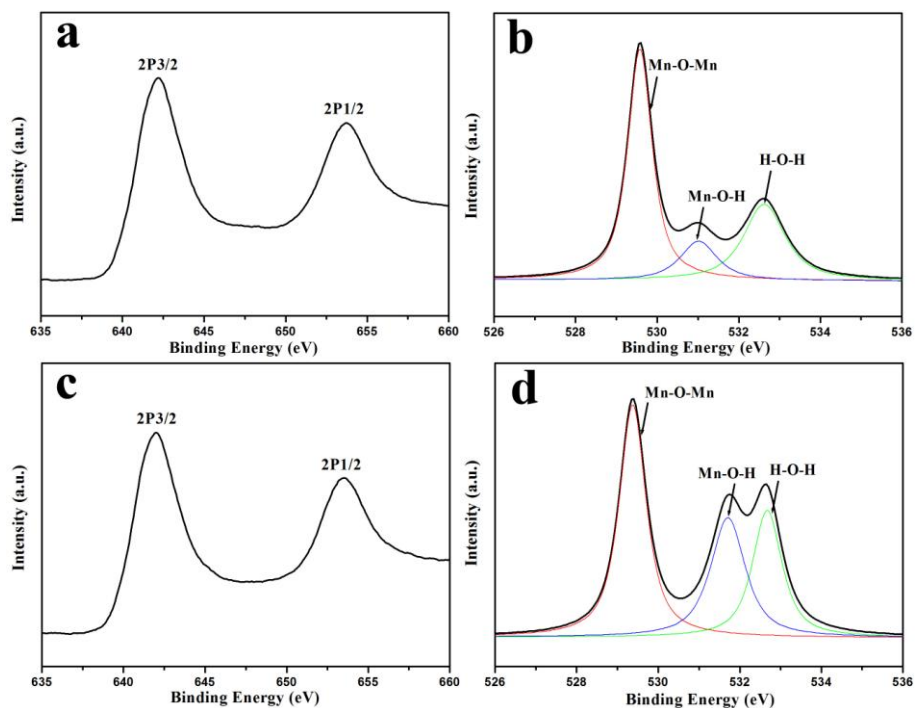 a
2P3/2
2P1/2
Intensity (a.u.)
635 640 645 650 655 660
Binding Energy (eV)
b
Mn-O-Mn
Mn-O-H
H-O-H
Intensity (a.u.)
526 528 530 532 534 536
Binding Energy (eV)
c
2P3/2
2P1/2
Intensity (a.u.)
635 640 645 650 655 660
Binding Energy (eV)
d
Mn-O-Mn
Mn-O-H
H-O-H
Intensity (a.u.)
526 528 530 532 534 536
Binding Energy (eV)